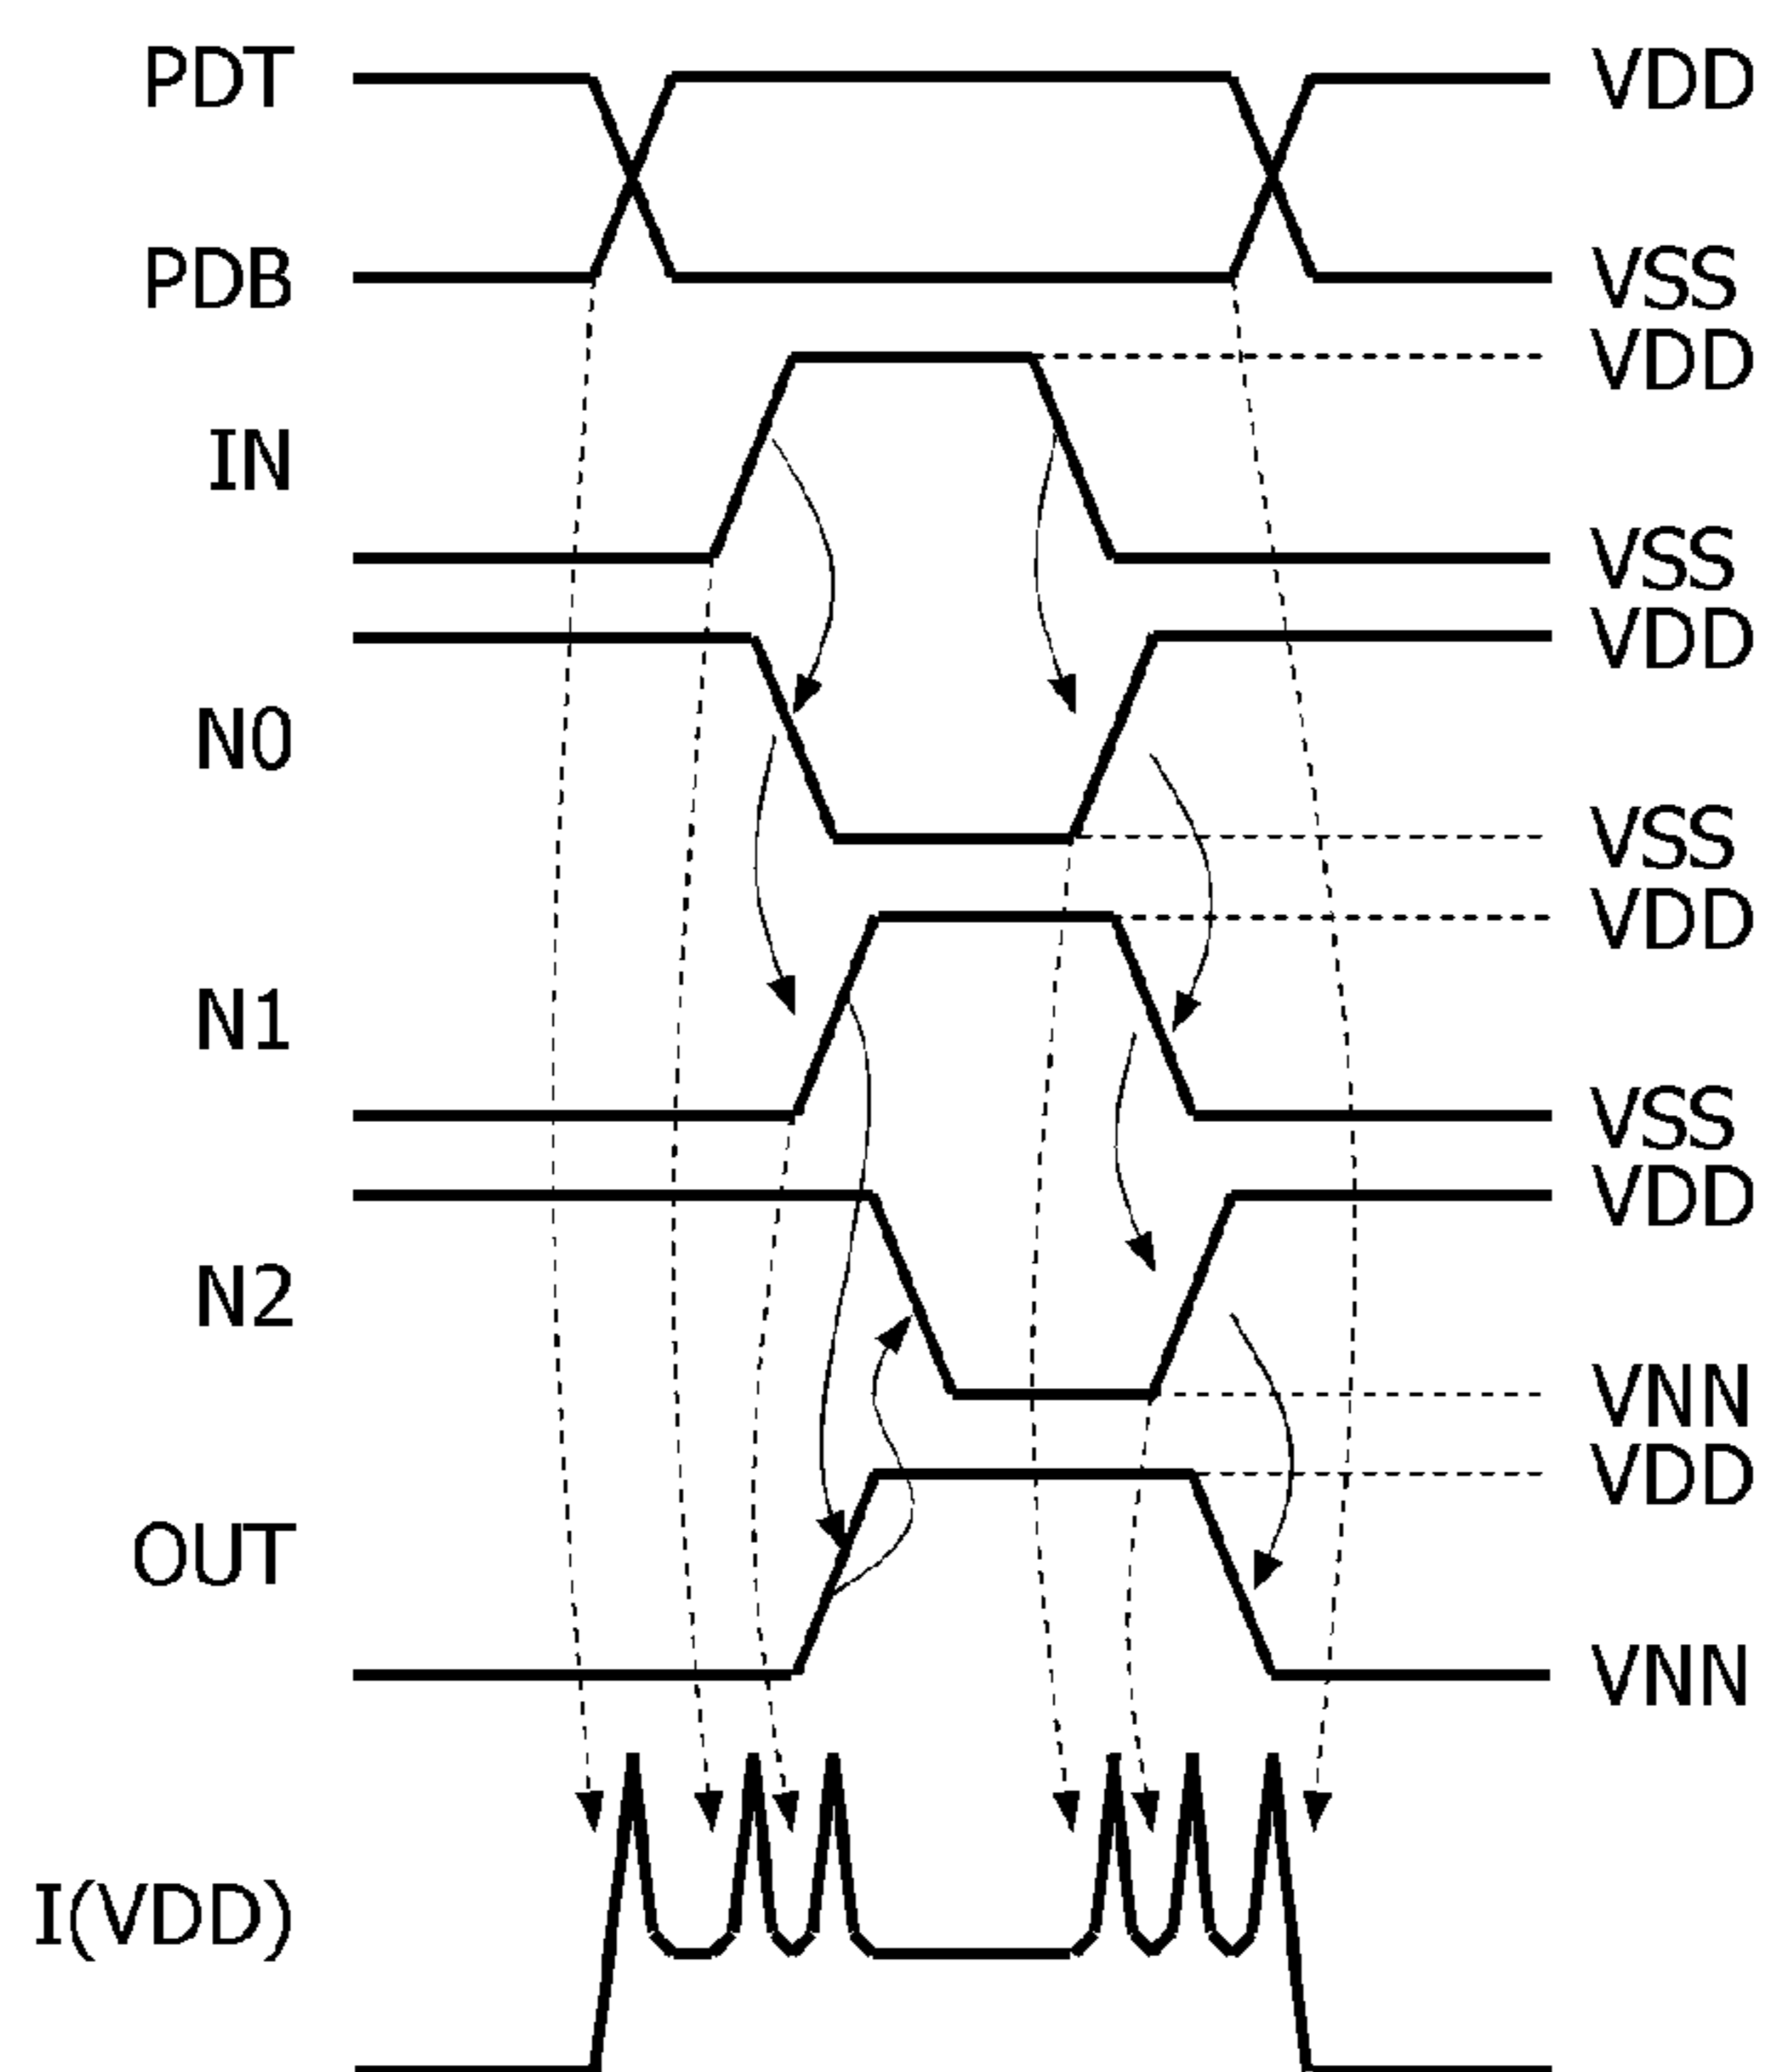 PDT VDD
PDB VSS
VDD
IN
VSS
VDD
N0
VSS
VDD
N1
VSS
VDD
N2
VNN
VDD
OUT
VNN
I(VDD)